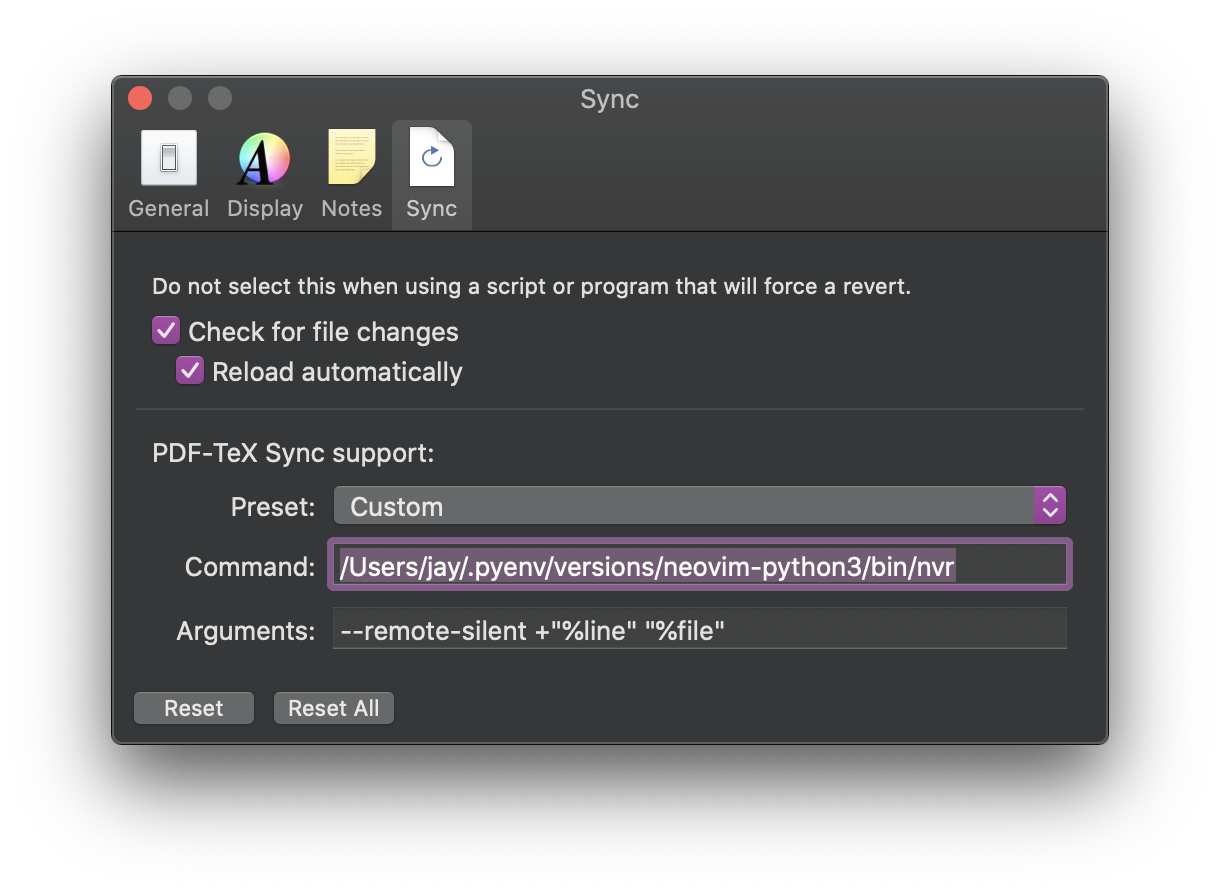 Sync
General Display Notes Sync
Do not select this when using a script or program that will force a revert.
Check for file changes
Reload automatically
PDF-TeX Sync support:
Preset: Custom
Command: /Users/jay/.pyenv/versions/neovim-python3/bin/nvr
Arguments: --remote-silent +"%line" "%file"
Reset Reset All